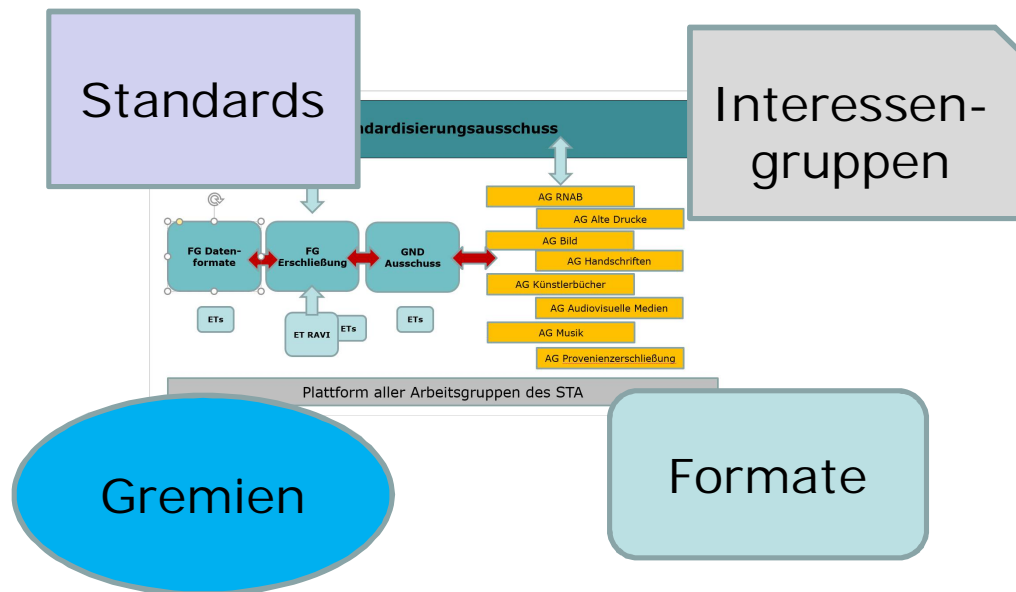 Standards
Interessen-
gruppen
ndardisierungsausschuss
AG RNAB
AG Alte Drucke
AG Bild
AG Handschriften
AG Künstlerbücher
AG Audiovisuelle Medien
AG Musik
AG Provenienzerschließung
FG Daten-
formate
FG
Erschließung
GND
Ausschuss
ETs
ET RAVI
ETs
ETs
Plattform aller Arbeitsgruppen des STA
Gremien
Formate